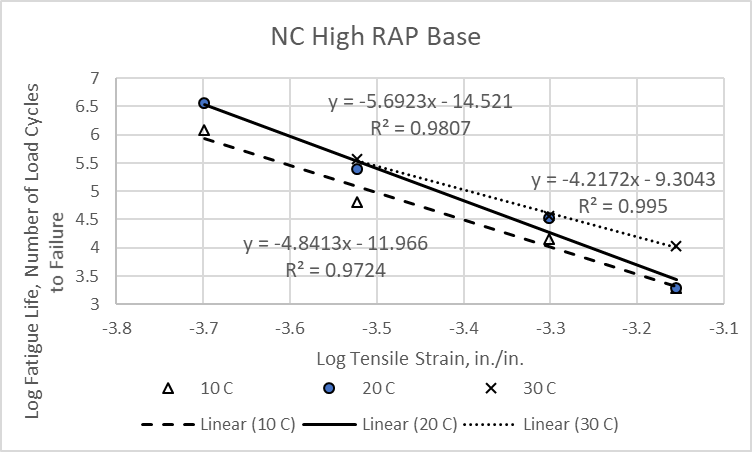 NC High RAP Base
Log Fatigue Life, Number of Load Cycles
to Failure
7
6.5
6
5.5
5
4.5
4
3.5
3
y = -5.6923x - 14.521
R² = 0.9807
y = -4.2172x - 9.3043
R² = 0.995
y = -4.8413x - 11.966
R² = 0.9724
-3.8 -3.7 -3.6 -3.5 -3.4 -3.3 -3.2 -3.1
Log Tensile Strain, in./in.
10 C 20 C 30 C
Linear (10 C) Linear (20 C) Linear (30 C)